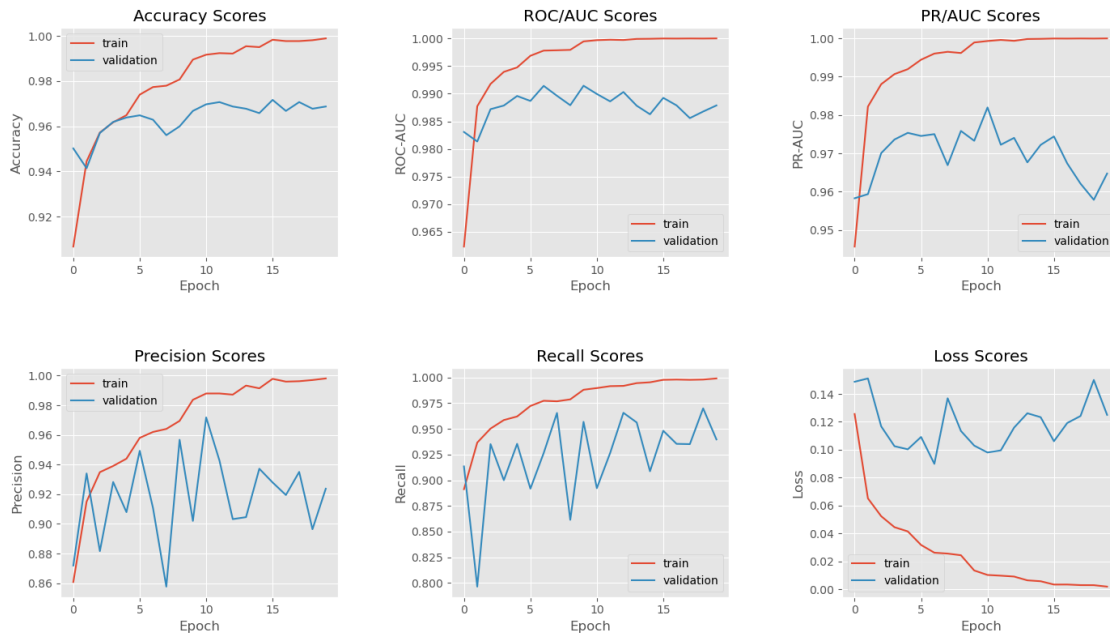 Accuracy Scores
1.00
0.98
0.96
0.94
0.92
Accuracy
train
validation
0
5
10
15
Epoch
ROC/AUC Scores
1.000
0.995
0.990
0.985
0.980
0.975
0.970
0.965
ROC-AUC
train
validation
0
5
10
15
Epoch
PR/AUC Scores
1.00
0.99
0.98
0.97
0.96
0.95
PR-AUC
train
validation
0
5
10
15
Epoch
Precision Scores
1.00
0.98
0.96
0.94
0.92
0.90
0.88
0.86
Precision
train
validation
0
5
10
15
Epoch
Recall Scores
1.000
0.975
0.950
0.925
0.900
0.875
0.850
0.825
0.800
Recall
train
validation
0
5
10
15
Epoch
Loss Scores
0.14
0.12
0.10
0.08
0.06
0.04
0.02
0.00
Loss
train
validation
0
5
10
15
Epoch